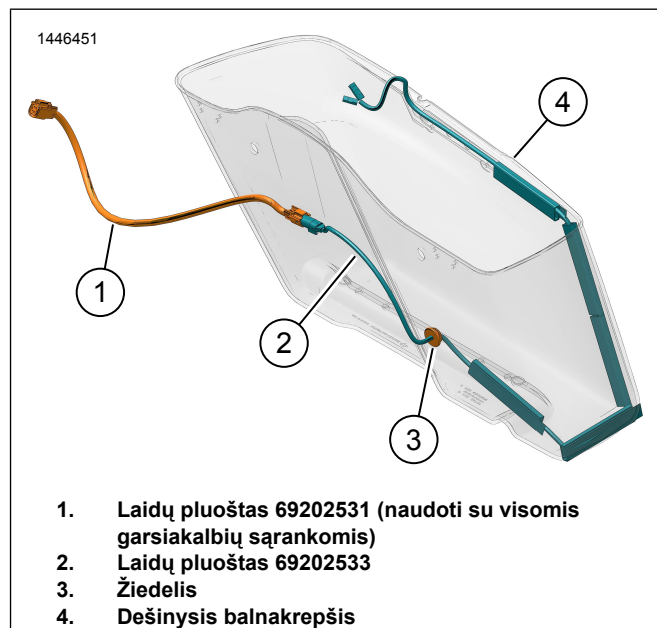 1446451
4
1
2
3
1. Laidų pluoštas 69202531 (naudoti su visomis
garsiakalbių sąrankomis)
2. Laidų pluoštas 69202533
3. Žiedelis
4. Dešinysis balnakrepšis